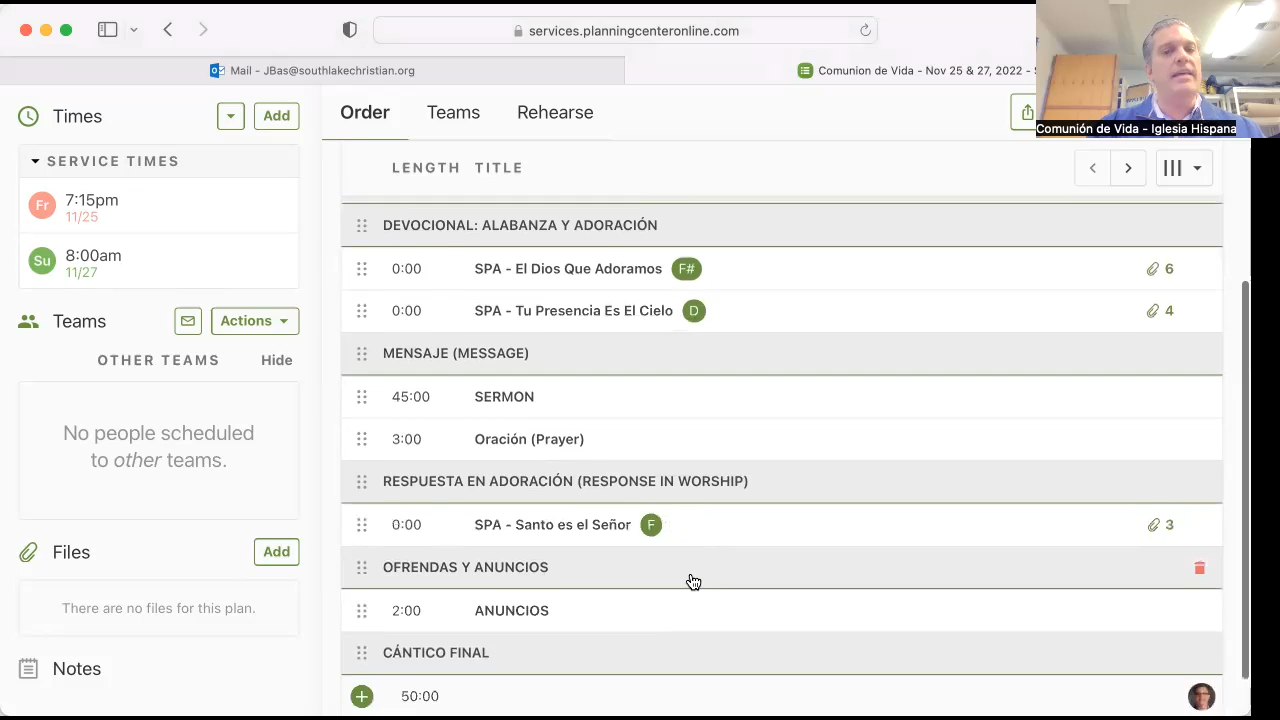 services.planningcenteronline.com
Mail - JBas@southlakechristian.org
Comunion de Vida - Nov 25 & 27, 2022 - S
Comunión de Vida - Iglesia Hispana
Times
Add
SERVICE TIMES
Fr
7:15pm
11/25
Su
8:00am
11/27
Teams
Actions
OTHER TEAMS
Hide
No people scheduled
to other teams.
Files
Add
There are no files for this plan.
Notes
Order
Teams
Rehearse
LENGTH TITLE
DEVOCIONAL: ALABANZA Y ADORACIÓN
0:00 SPA - El Dios Que Adoramos F# 6
0:00 SPA - Tu Presencia Es El Cielo D 4
MENSAJE (MESSAGE)
45:00 SERMON
3:00 Oración (Prayer)
RESPUESTA EN ADORACIÓN (RESPONSE IN WORSHIP)
0:00 SPA - Santo es el Señor F 3
OFRENDAS Y ANUNCIOS
2:00 ANUNCIOS
CÁNTICO FINAL
50:00